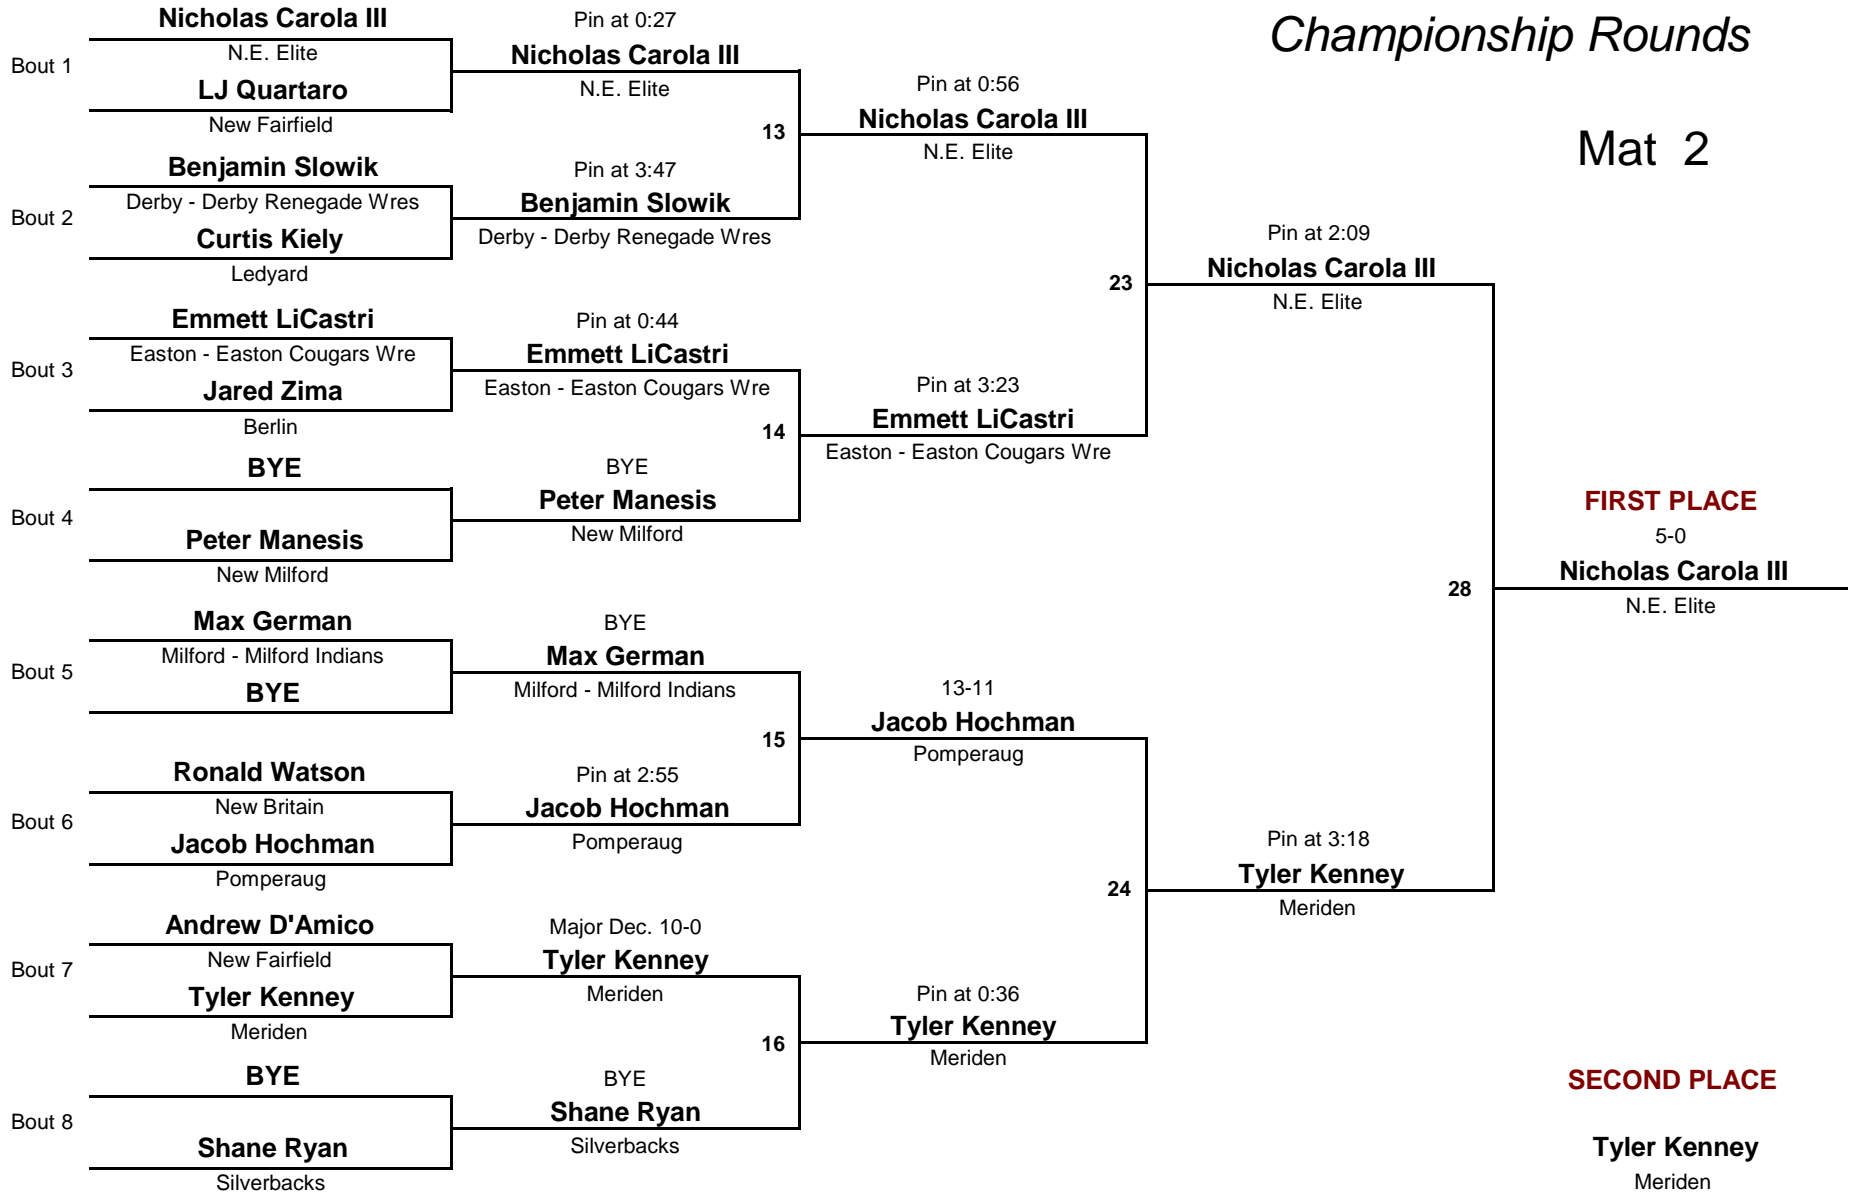 Championship Rounds
Mat 2
Bout 1
Nicholas Carola III
N.E. Elite
LJ Quartaro
New Fairfield
Bout 2
Benjamin Slowik
Derby - Derby Renegade Wres
Curtis Kiely
Ledyard
Bout 3
Emmett LiCastri
Easton - Easton Cougars Wre
Jared Zima
Berlin
Bout 4
BYE
Peter Manesis
New Milford
Bout 5
Max German
Milford - Milford Indians
BYE
Bout 6
Ronald Watson
New Britain
Jacob Hochman
Pomperaug
Bout 7
Andrew D'Amico
New Fairfield
Tyler Kenney
Meriden
Bout 8
BYE
Shane Ryan
Silverbacks
Pin at 0:27
Nicholas Carola III
N.E. Elite
13
Pin at 3:47
Benjamin Slowik
Derby - Derby Renegade Wres
Pin at 0:44
Emmett LiCastri
Easton - Easton Cougars Wre
14
BYE
Peter Manesis
New Milford
BYE
Max German
Milford - Milford Indians
15
Pin at 2:55
Jacob Hochman
Pomperaug
Major Dec. 10-0
Tyler Kenney
Meriden
16
BYE
Shane Ryan
Silverbacks
Pin at 0:56
Nicholas Carola III
N.E. Elite
23
Pin at 3:23
Emmett LiCastri
Easton - Easton Cougars Wre
13-11
Jacob Hochman
Pomperaug
24
Pin at 0:36
Tyler Kenney
Meriden
Pin at 2:09
Nicholas Carola III
N.E. Elite
28
Pin at 3:18
Tyler Kenney
Meriden
FIRST PLACE
5-0
Nicholas Carola III
N.E. Elite
SECOND PLACE
Tyler Kenney
Meriden